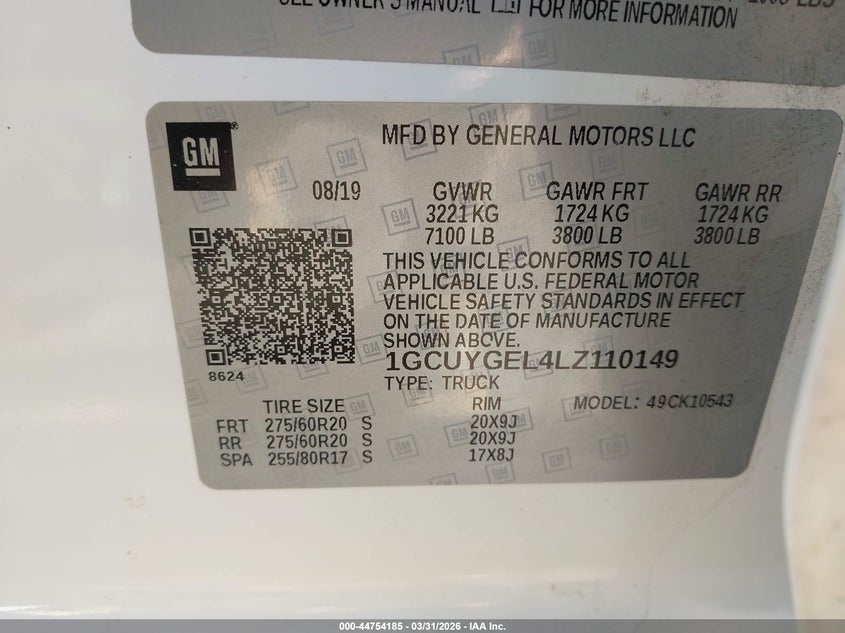 SEE OWNER'S MANUAL FOR MORE INFORMATION
GM
MFD BY GENERAL MOTORS LLC
08/19
GVWR GAWR FRT GAWR RR
3221 KG 1724 KG 1724 KG
7100 LB 3800 LB 3800 LB
THIS VEHICLE CONFORMS TO ALL
APPLICABLE U.S. FEDERAL MOTOR
VEHICLE SAFETY STANDARDS IN EFFECT
ON THE DATE OF MANUFACTURE
SHOWN ABOVE.
1GCUYGEL4LZ110149
TYPE: TRUCK
8624
TIRE SIZE RIM MODEL: 49CK10543
FRT 275/60R20 S 20X9J
RR 275/60R20 S 20X9J
SPA 255/80R17 S 17X8J
000-44754185 - 03/31/2026 - IAA Inc.